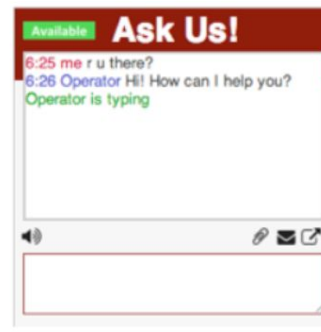 Available Ask Us!
6:25 me r u there?
6:26 Operator Hi! How can I help you?
Operator is typing